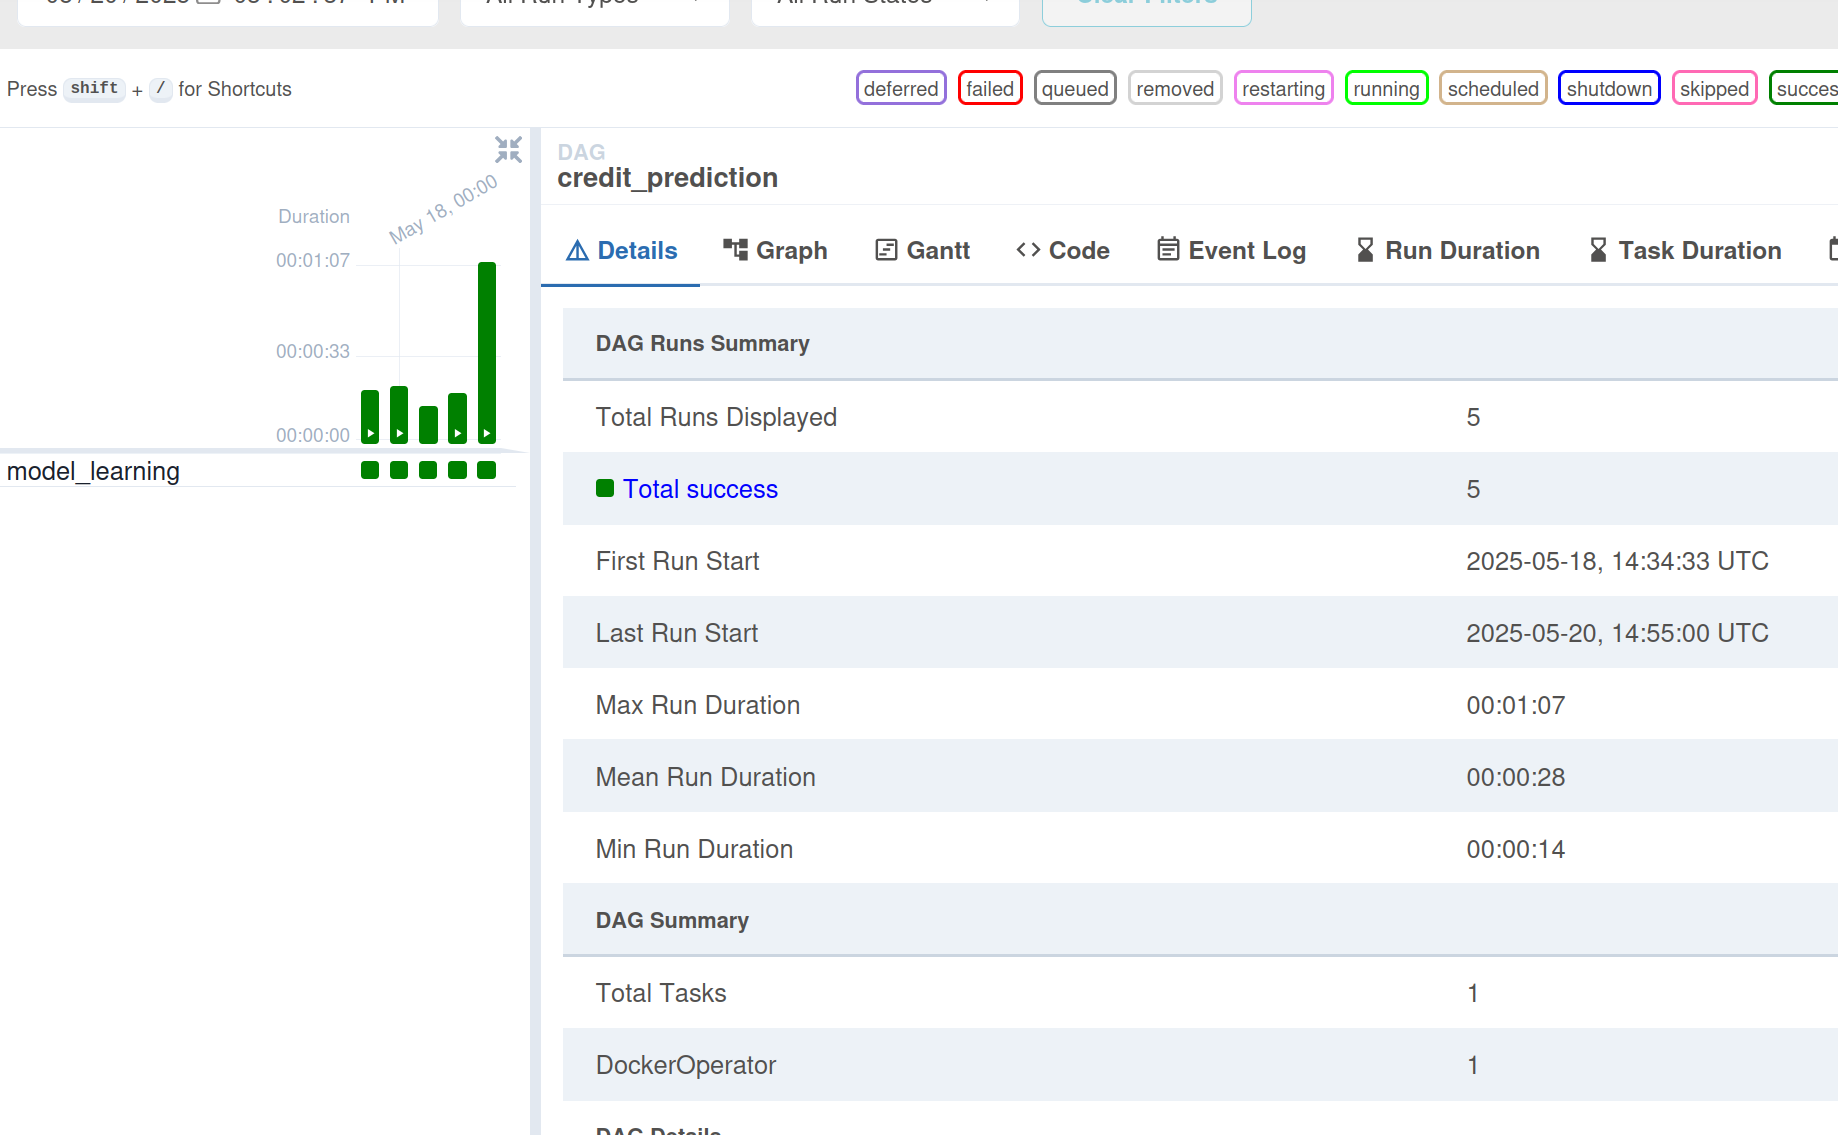 All Run Types
All Run States
Clear Filters
Press shift + / for Shortcuts
deferred failed queued removed restarting running scheduled shutdown skipped succes
May 18, 00:00
Duration
00:01:07
00:00:33
00:00:00
model_learning
DAG
credit_prediction
Details Graph Gantt Code Event Log Run Duration Task Duration
DAG Runs Summary
Total Runs Displayed 5
Total success 5
First Run Start 2025-05-18, 14:34:33 UTC
Last Run Start 2025-05-20, 14:55:00 UTC
Max Run Duration 00:01:07
Mean Run Duration 00:00:28
Min Run Duration 00:00:14
DAG Summary
Total Tasks 1
DockerOperator 1
DAG Details